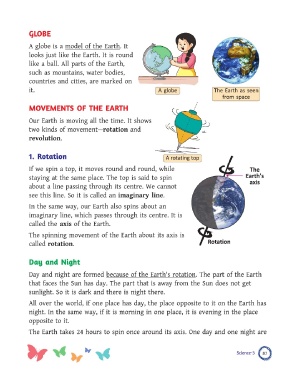 GLOBE
A globe is a model of the Earth. It
looks just like the Earth. It is round
like a ball. All parts of the Earth,
such as mountains, water bodies,
countries and cities, are marked on
it.
A globe
The Earth as seen
from space
MOVEMENTS OF THE EARTH
Our Earth is moving all the time. It shows
two kinds of movement—rotation and
revolution.
A rotating top
1. Rotation
If we spin a top, it moves round and round, while
staying at the same place. The top is said to spin
about a line passing through its centre. We cannot
see this line. So it is called an imaginary line.
In the same way, our Earth also spins about an
imaginary line, which passes through its centre. It is
called the axis of the Earth.
The spinning movement of the Earth about its axis is
called rotation.
The
Earth's
axis
Rotation
Day and Night
Day and night are formed because of the Earth's rotation. The part of the Earth
that faces the Sun has day. The part that is away from the Sun does not get
sunlight. So it is dark and there is night there.
All over the world, if one place has day, the place opposite to it on the Earth has
night. In the same way, if it is morning in one place, it is evening in the place
opposite to it.
The Earth takes 24 hours to spin once around its axis. One day and one night are
Science-5